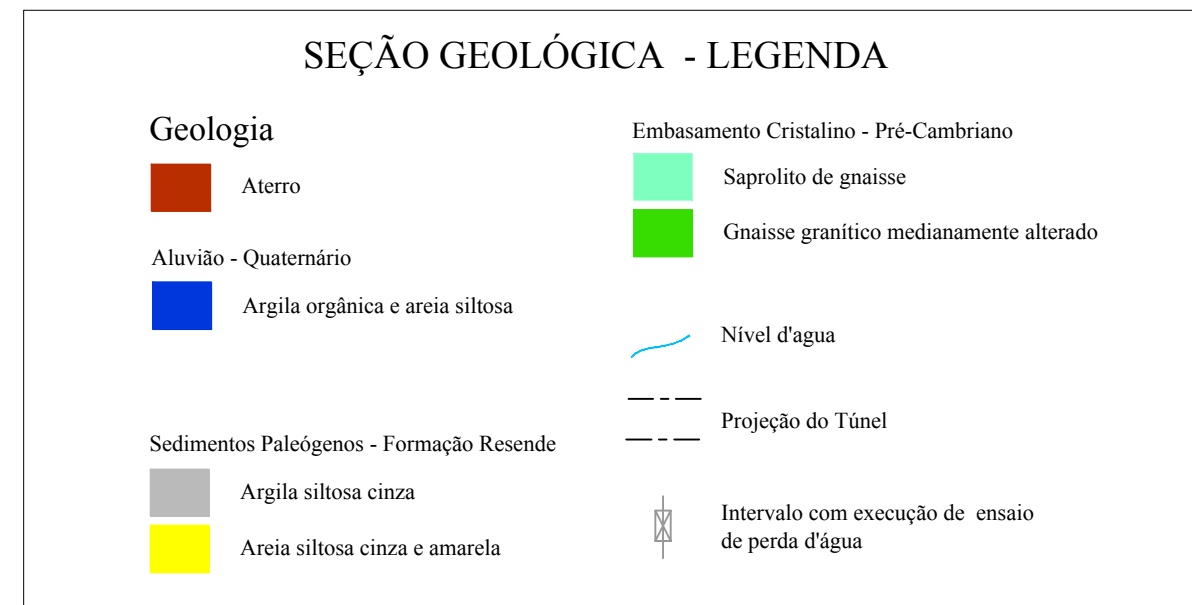 SEÇÃO GEOLÓGICA - LEGENDA
Geologia
Aterro
Aluvião - Quaternário
Argila orgânica e areia siltosa
Sedimentos Paleógenos - Formação Resende
Argila siltosa cinza
Areia siltosa cinza e amarela
Embasamento Cristalino - Pré-Cambriano
Saprolito de gnaisse
Gnaisse granítico medianamente alterado
Nível d'agua
Projeção do Túnel
Intervalo com execução de ensaio
de perda d'água